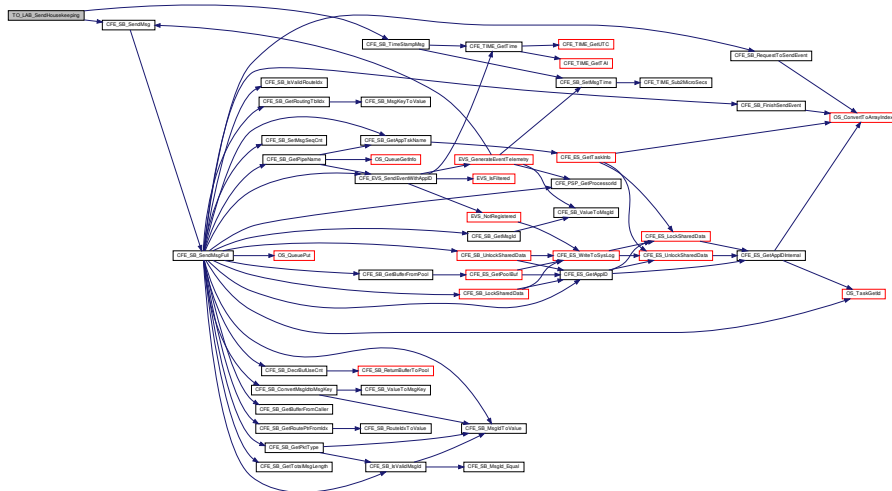 TO_LAB_SendHousekeeping
CFE_SB_SendMsg
CFE_SB_TimeStampMsg
CFE_TIME_GetTime
CFE_TIME_GetUTC
CFE_TIME_GetTAI
CFE_SB_RequestToSendEvent
CFE_SB_IsValidRouteIdx
CFE_SB_SetMsgTime
CFE_TIME_Sub2MicroSecs
CFE_SB_GetRoutingTblIdx
CFE_SB_MsgKeyToValue
CFE_SB_FinishSendEvent
OS_ConvertToArrayIndex
CFE_SB_SetMsgSeqCnt
CFE_SB_GetAppTskName
CFE_SB_GetPipeName
OS_QueueGetInfo
EVS_GenerateEventTelemetry
CFE_ES_GetTaskInfo
CFE_EVS_SendEventWithAppID
EVS_IsFiltered
CFE_PSP_GetProcessorId
EVS_NotRegistered
CFE_SB_ValueToMsgId
CFE_SB_GetMsgId
CFE_ES_LockSharedData
CFE_SB_SendMsgFull
OS_QueuePut
CFE_SB_UnlockSharedData
CFE_ES_WriteToSysLog
CFE_ES_UnlockSharedData
CFE_ES_GetAppIDInternal
CFE_SB_GetBufferFromPool
CFE_ES_GetPoolBuf
CFE_ES_GetAppID
CFE_SB_LockSharedData
OS_TaskGetId
CFE_SB_DecrBufUseCnt
CFE_SB_ReturnBufferToPool
CFE_SB_ConvertMsgIdtoMsgKey
CFE_SB_ValueToMsgKey
CFE_SB_GetBufferFromCaller
CFE_SB_GetRoutePtrFromIdx
CFE_SB_RouteIdxToValue
CFE_SB_MsgIdToValue
CFE_SB_GetPktType
CFE_SB_GetTotalMsgLength
CFE_SB_IsValidMsgId
CFE_SB_MsgId_Equal